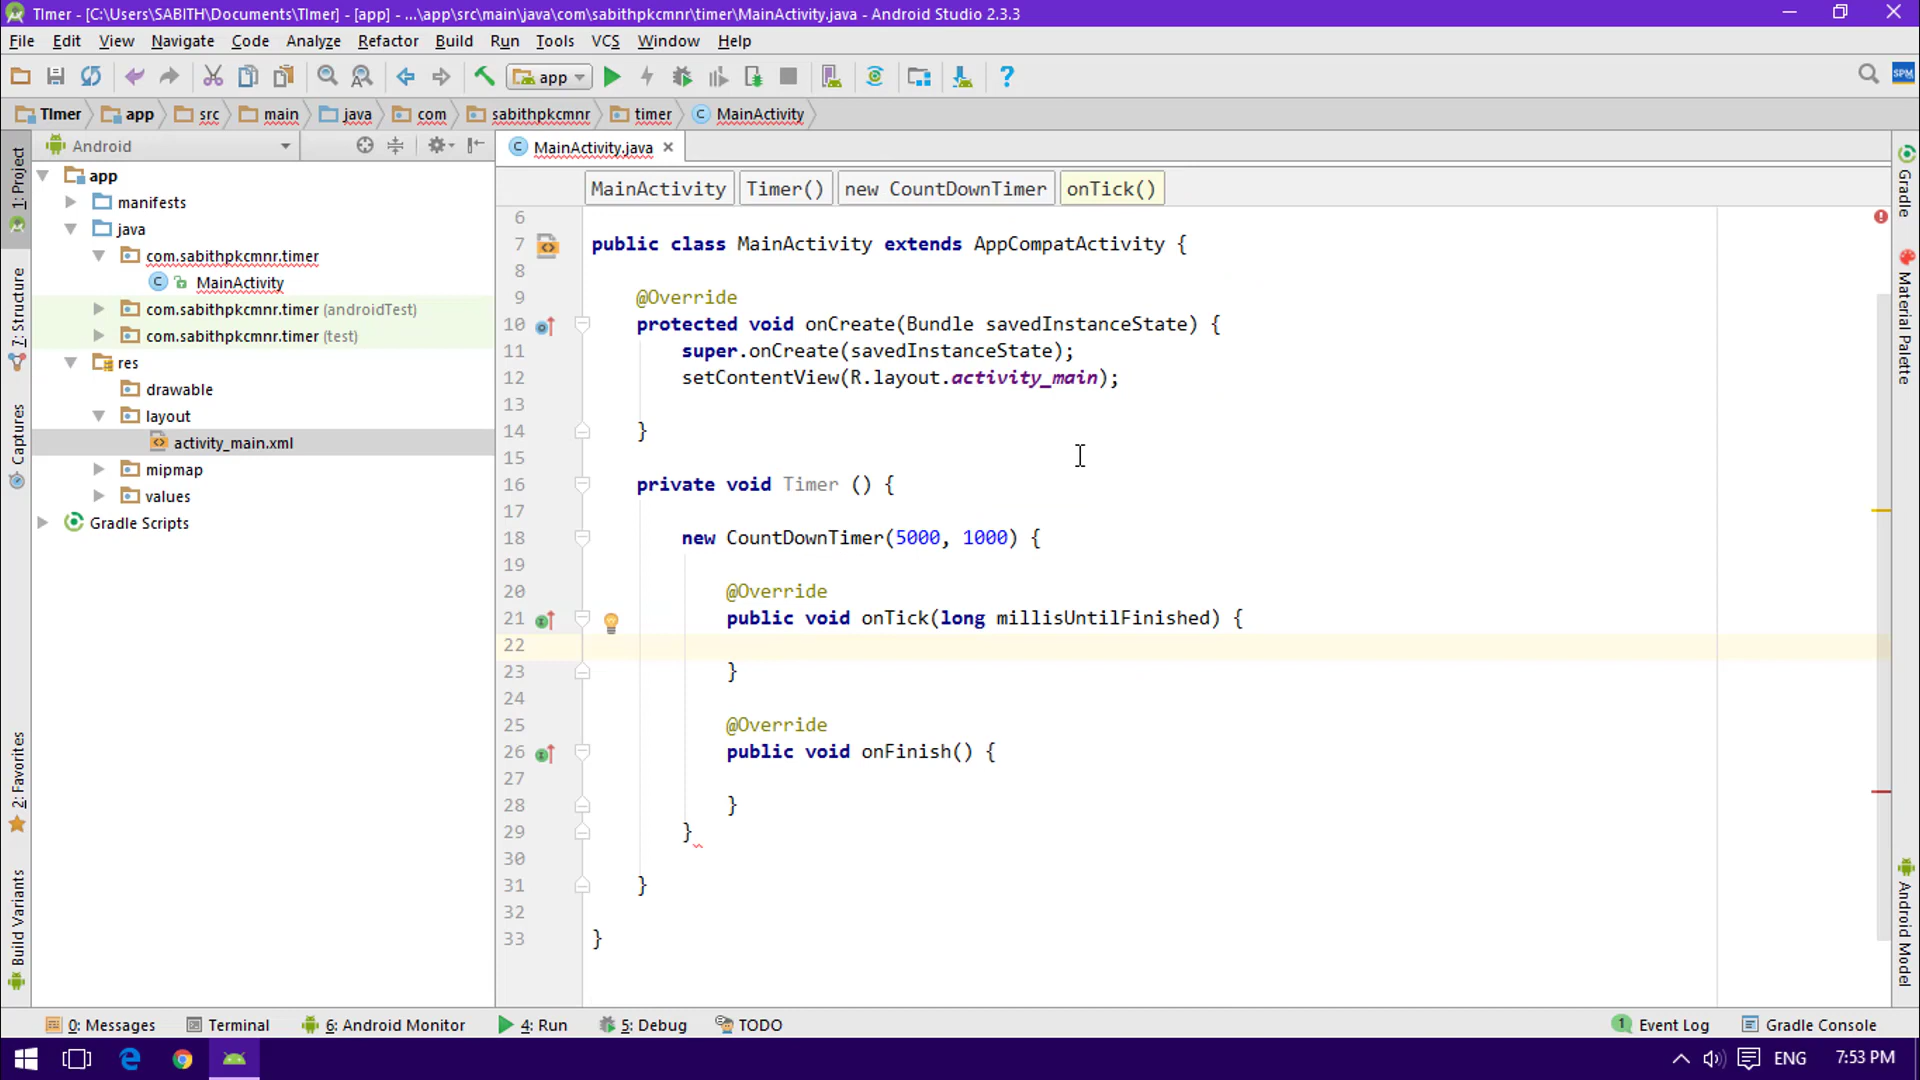 TImer - [C:\Users\SABITH\Documents\TImer] - [app] - ...\app\src\main\java\com\sabithpkcmnr\timer\MainActivity.java - Android Studio 2.3.3
File Edit View Navigate Code Analyze Refactor Build Run Tools VCS Window Help
app
SPM
TImer app src main java com sabithpkcmnr timer MainActivity
Android
MainActivity.java
MainActivity Timer() new CountDownTimer onTick()
app
manifests
java
com.sabithpkcmnr.timer
MainActivity
com.sabithpkcmnr.timer (androidTest)
com.sabithpkcmnr.timer (test)
res
drawable
layout
activity_main.xml
mipmap
values
Gradle Scripts
1: Project
7: Structure
Captures
2: Favorites
Build Variants
6
7 public class MainActivity extends AppCompatActivity {
8
9 @Override
10 protected void onCreate(Bundle savedInstanceState) {
11 super.onCreate(savedInstanceState);
12 setContentView(R.layout.activity_main);
13
14 }
15
16 private void Timer () {
17
18 new CountDownTimer(5000, 1000) {
19
20 @Override
21 public void onTick(long millisUntilFinished) {
22
23 }
24
25 @Override
26 public void onFinish() {
27
28 }
29 }
30
31 }
32
33 }
Gradle
Material Palette
Android Model
0: Messages Terminal 6: Android Monitor 4: Run 5: Debug TODO 1 Event Log Gradle Console
ENG 7:53 PM